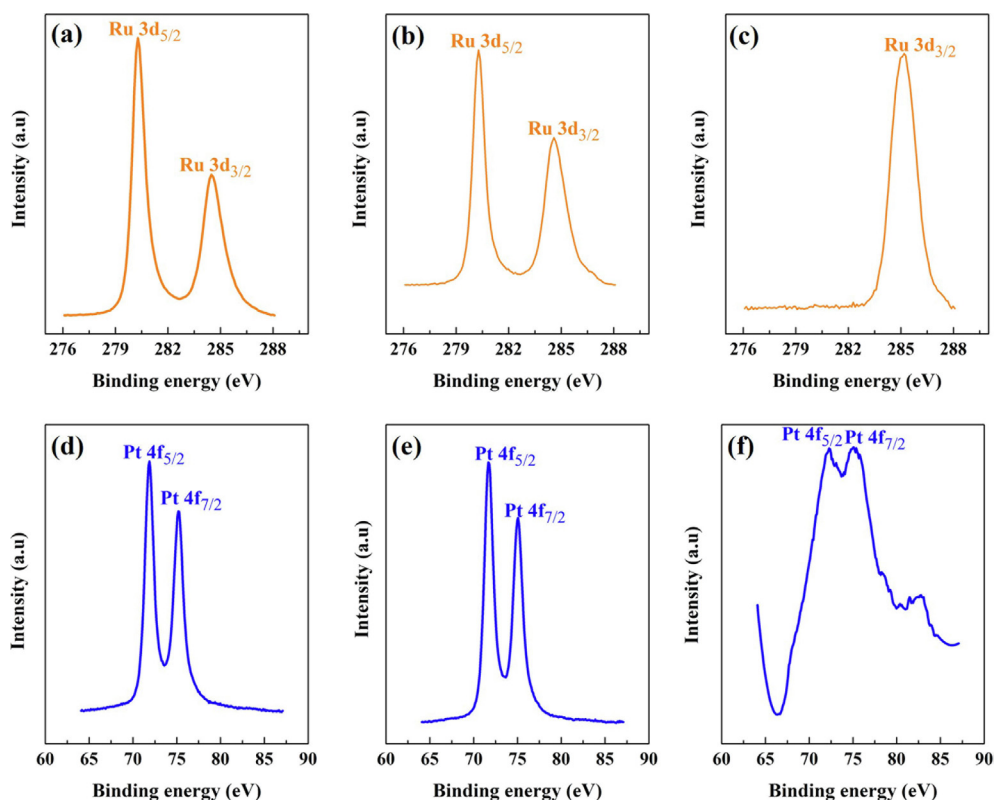 (a)
Ru 3d5/2
Ru 3d3/2
Intensity (a.u)
276 279 282 285 288
Binding energy (eV)
(b)
Ru 3d5/2
Ru 3d3/2
Intensity (a.u)
276 279 282 285 288
Binding energy (eV)
(c)
Ru 3d3/2
Intensity (a.u)
276 279 282 285 288
Binding energy (eV)
(d)
Pt 4f5/2
Pt 4f7/2
Intensity (a.u)
60 65 70 75 80 85 90
Binding energy (eV)
(e)
Pt 4f5/2
Pt 4f7/2
Intensity (a.u)
60 65 70 75 80 85 90
Binding energy (eV)
(f)
Pt 4f5/2 Pt 4f7/2
Intensity (a.u)
60 65 70 75 80 85 90
Binding energy (eV)